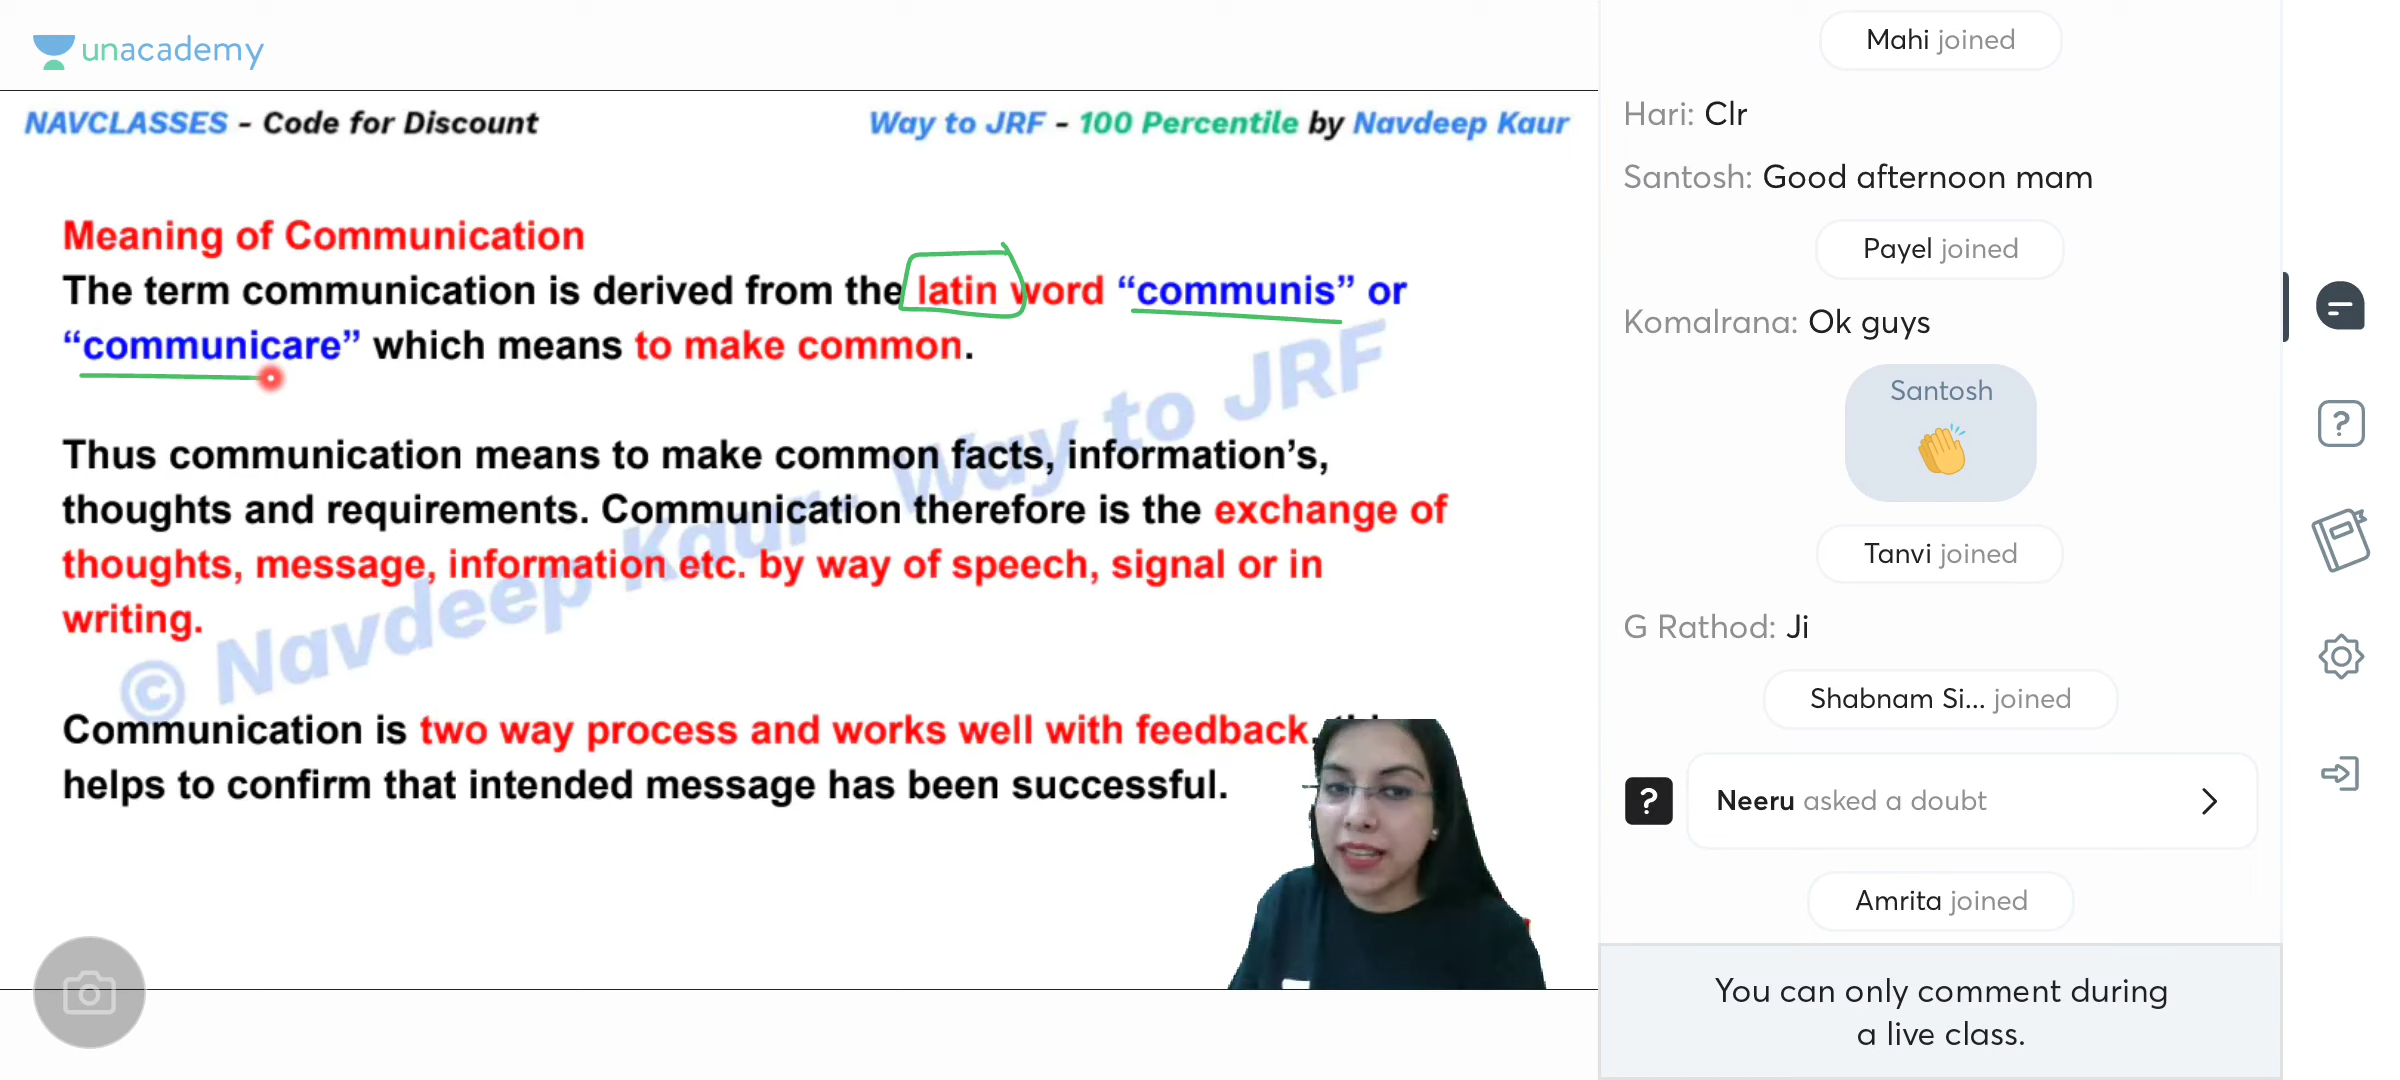 unacademy
NAVCLASSES - Code for Discount
Way to JRF - 100 Percentile by Navdeep Kaur
Meaning of Communication
The term communication is derived from the latin word “communis” or
“communicare” which means to make common.
Thus communication means to make common facts, information’s,
thoughts and requirements. Communication therefore is the exchange of
thoughts, message, information etc. by way of speech, signal or in
writing.
Communication is two way process and works well with feedback,
helps to confirm that intended message has been successful.
© Navdeep Kaur- Way to JRF
Mahi joined
Hari: Clr
Santosh: Good afternoon mam
Payel joined
Komalrana: Ok guys
Santosh
Tanvi joined
G Rathod: Ji
Shabnam Si... joined
? Neeru asked a doubt
Amrita joined
You can only comment during
a live class.
?